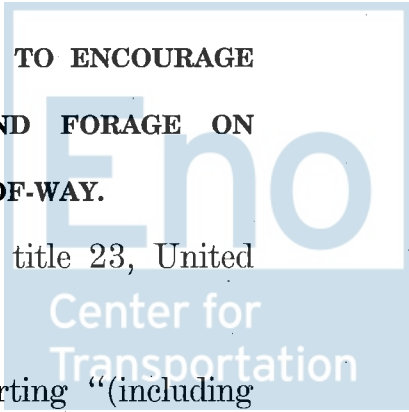 TO ENCOURAGE
ND FORAGE ON
OF-WAY.
title 23, United
rting “(including
Eno
Center for
Transportation